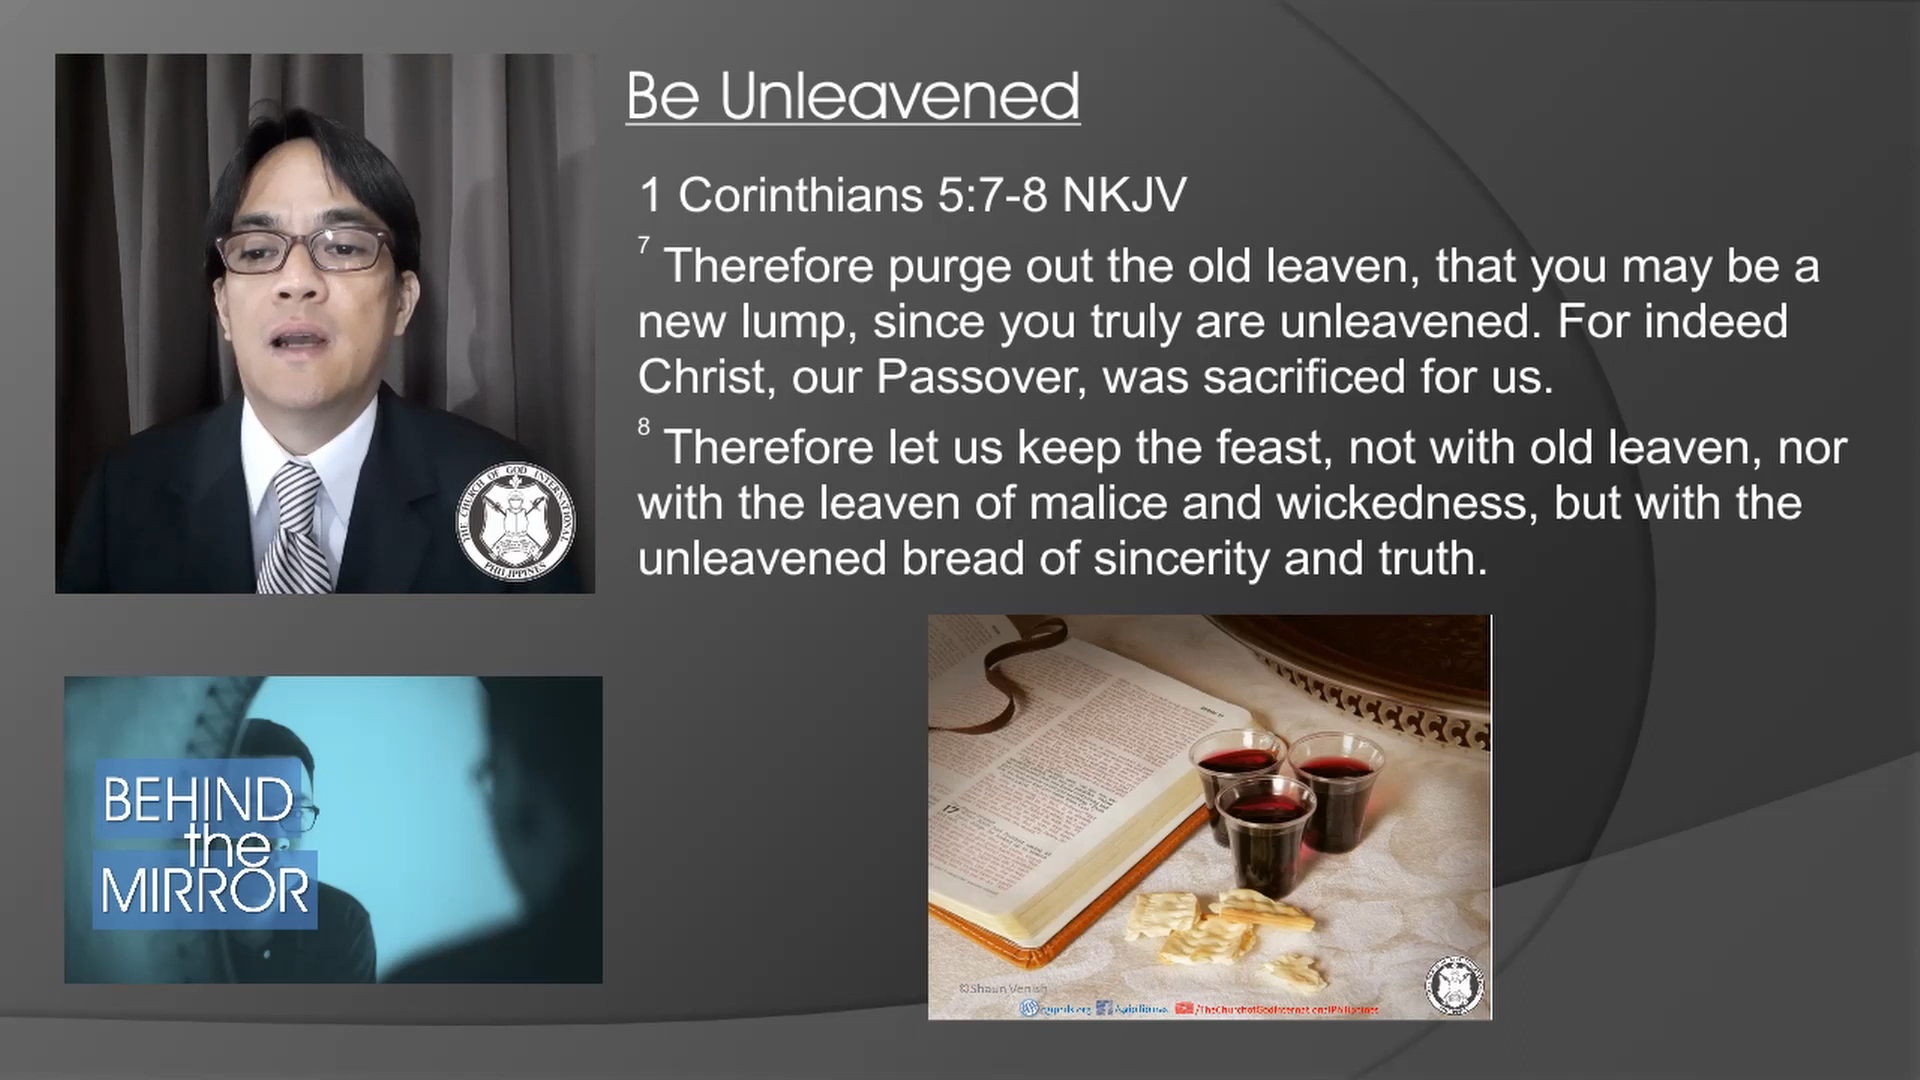 Be Unleavened
1 Corinthians 5:7-8 NKJV
7 Therefore purge out the old leaven, that you may be a
new lump, since you truly are unleavened. For indeed
Christ, our Passover, was sacrificed for us.
8 Therefore let us keep the feast, not with old leaven, nor
with the leaven of malice and wickedness, but with the
unleavened bread of sincerity and truth.
THE CHURCH OF GOD INTERNATIONAL
PHILIPPINES
BEHIND
the
MIRROR
17
©Shaun Venish
/TheChurchofGodInternationalPhilippines